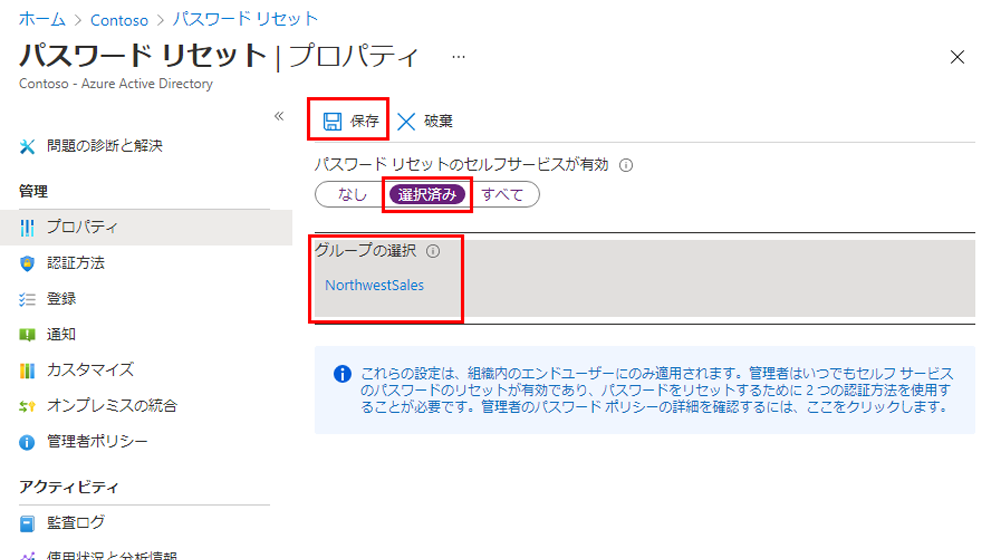 ホーム > Contoso > パスワード リセット
パスワード リセット | プロパティ ...
Contoso - Azure Active Directory
«
問題の診断と解決
管理
プロパティ
認証方法
登録
通知
カスタマイズ
オンプレミスの統合
管理者ポリシー
アクティビティ
監査ログ
使用状況と分析情報
保存 破棄
パスワード リセットのセルフサービスが有効
なし 選択済み すべて
グループの選択
NorthwestSales
これらの設定は、組織内のエンドユーザーにのみ適用されます。管理者はいつでもセルフ サービス
のパスワードのリセットが有効であり、パスワードをリセットするために 2 つの認証方法を使用す
ることが必要です。管理者のパスワード ポリシーの詳細を確認するには、ここをクリックします。